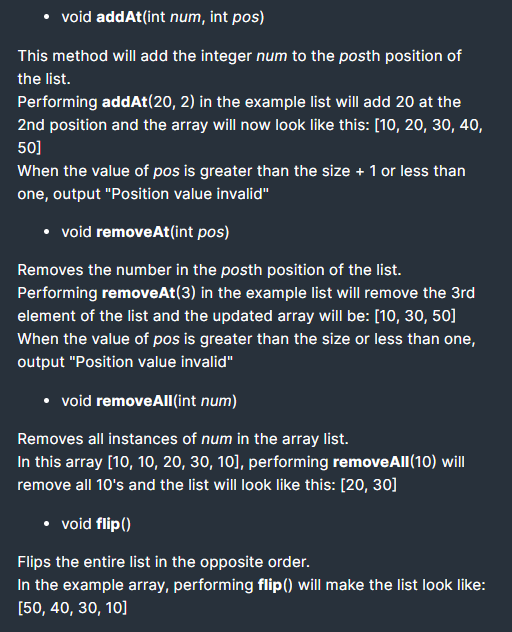 • void addAt(int num, int pos)
This method will add the integer num to the posth position of
the list.
Performing addAt(20, 2) in the example list will add 20 at the
2nd position and the array will now look like this: [10, 20, 30, 40,
50]
When the value of pos is greater than the size + 1 or less than
one, output "Position value invalid"
• void removeAt(int pos)
Removes the number in the posth position of the list.
Performing removeAt(3) in the example list will remove the 3rd
element of the list and the updated array will be: [10, 30, 50]
When the value of pos is greater than the size or less than one,
output "Position value invalid"
• void removeAll(int num)
Removes all instances of num in the array list.
In this array [10, 10, 20, 30, 10], performing removeAll(10) will
remove all 10's and the list will look like this: [20, 30]
• void flip()
Flips the entire list in the opposite order.
In the example array, performing flip() will make the list look like:
[50, 40, 30, 10]